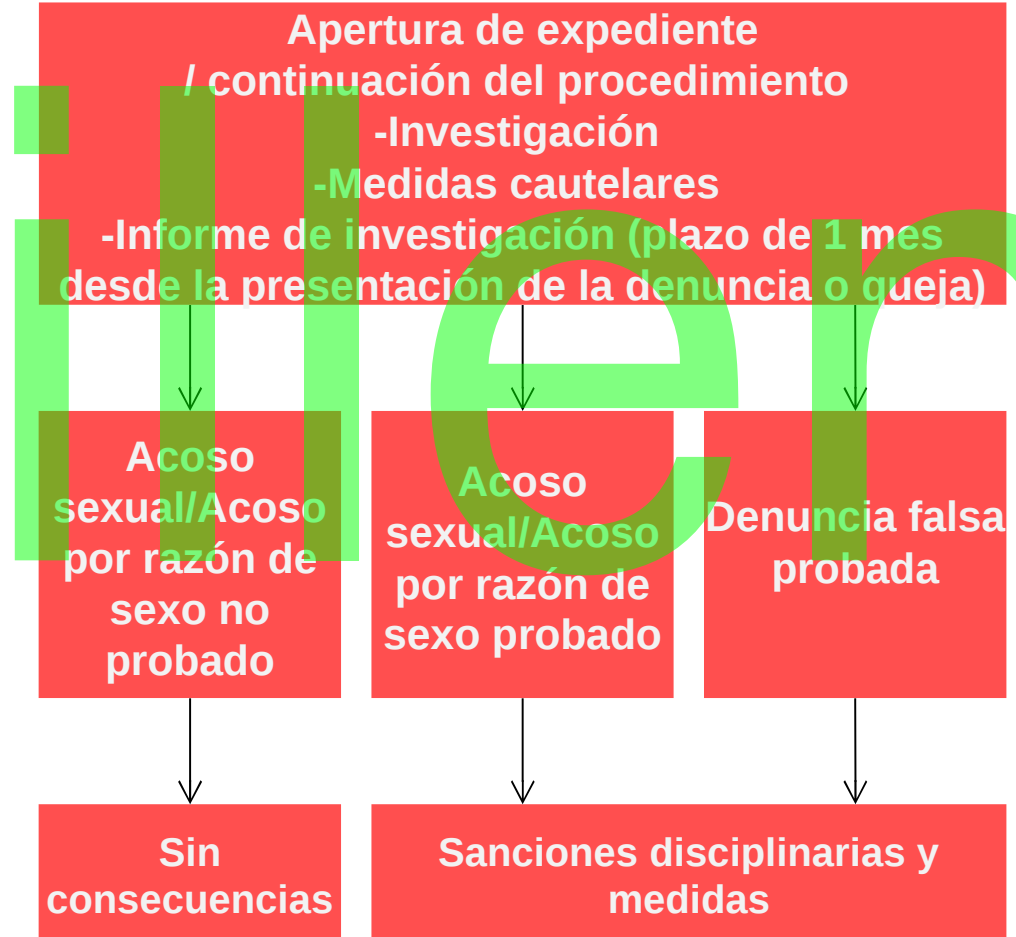 Apertura de expediente
/ continuación del procedimiento
-Investigación
-Medidas cautelares
-Informe de investigación (plazo de 1 mes
desde la presentación de la denuncia o queja)
Acoso
sexual/Acoso
por razón de
sexo no
probado
Acoso
sexual/Acoso
por razón de
sexo probado
Denuncia falsa
probada
Sin
consecuencias
Sanciones disciplinarias y
medidas
iller